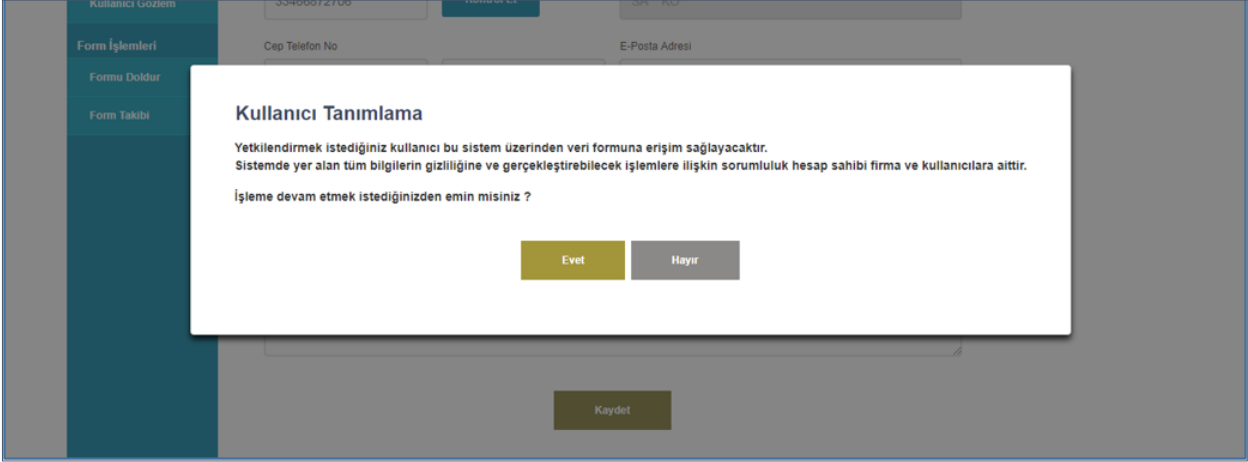 Kullanıcı Gözlem
Form İşlemleri
Cep Telefon No
E-Posta Adresi
Formu Doldur
Form Takibi
Kullanıcı Tanımlama
Yetkilendirmek istediğiniz kullanıcı bu sistem üzerinden veri formuna erişim sağlayacaktır.
Sistemde yer alan tüm bilgilerin gizliliğine ve gerçekleştirebilecek işlemlere ilişkin sorumluluk hesap sahibi firma ve kullanıcılara aittir.
İşleme devam etmek istediğinizden emin misiniz ?
Evet
Hayır
Kaydet